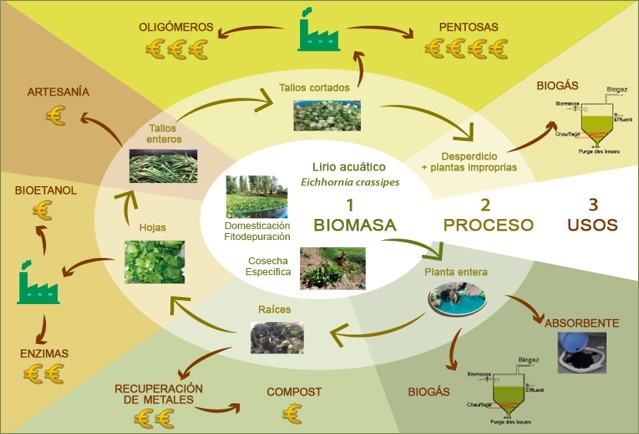 OLIGÓMEROS
€€€
PENTOSAS
€€€€
ARTESANÍA
€
Tallos cortados
BIOGÁS
Biogaz
Biomasse
Effluent
Chauffage
Purge des boues
Tallos
enteros
Desperdicio
+ plantas improprias
Lirio acuático
Eichhornia crassipes
BIOETANOL
€
1
BIOMASA
2
PROCESO
3
USOS
Domesticación
Fitodepuración
Hojas
Cosecha
Especifica
Planta entera
Raíces
ABSORBENTE
ENZIMAS
€€
RECUPERACIÓN
DE METALES
€€
COMPOST
€
BIOGÁS
Biogaz
Biomasse
Effluent
Chauffage
Purge des boues